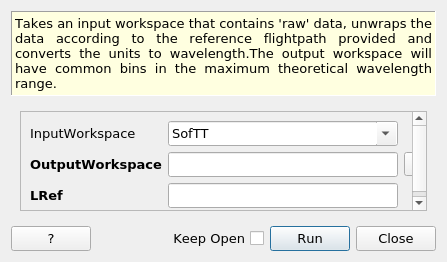 Takes an input workspace that contains 'raw' data, unwraps the
data according to the reference flightpath provided and
converts the units to wavelength.The output workspace will
have common bins in the maximum theoretical wavelength
range.
InputWorkspace SofTT
OutputWorkspace
LRef
? Keep Open Run Close